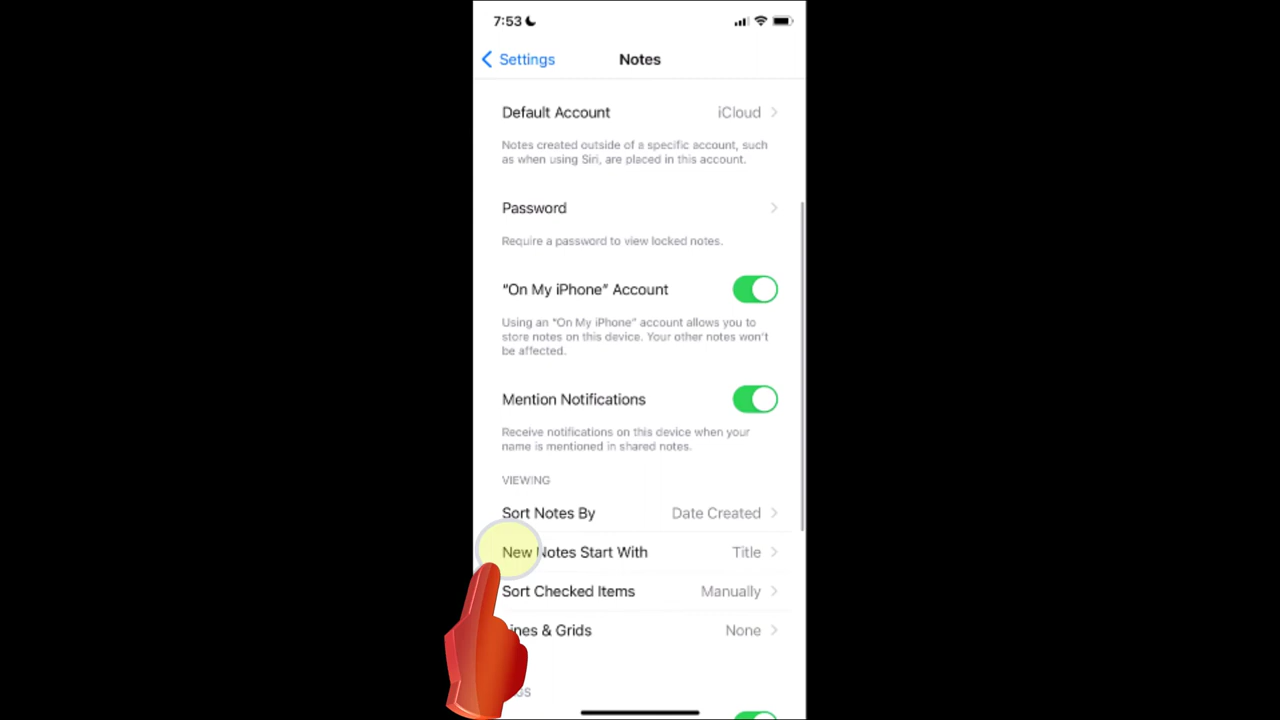 7:53
Settings
Notes
Default Account iCloud
Notes created outside of a specific account, such
as when using Siri, are placed in this account.
Password
Require a password to view locked notes.
“On My iPhone” Account
Using an “On My iPhone” account allows you to
store notes on this device. Your other notes won’t
be affected.
Mention Notifications
Receive notifications on this device when your
name is mentioned in shared notes.
VIEWING
Sort Notes By Date Created
New Notes Start With Title
Sort Checked Items Manually
ines & Grids None